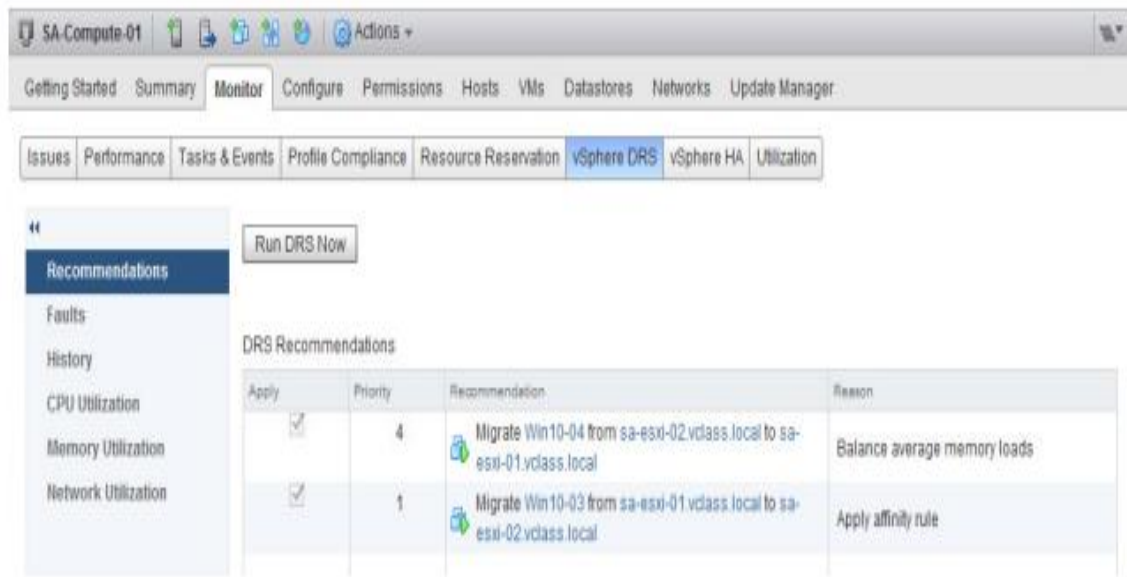 SA-Compute-01 Actions
Getting Started Summary Monitor Configure Permissions Hosts VMs Datastores Networks Update Manager
Issues Performance Tasks & Events Profile Compliance Resource Reservation vSphere DRS vSphere HA Utilization
Recommendations
Faults
History
CPU Utilization
Memory Utilization
Network Utilization
Run DRS Now
DRS Recommendations
Apply Priority Recommendation Reason
4 Migrate Win10-04 from sa-esxi-02.vclass.local to sa-
esxi-01.vclass.local
Balance average memory loads
1 Migrate Win10-03 from sa-esxi-01.vclass.local to sa-
esxi-02.vclass.local
Apply affinity rule